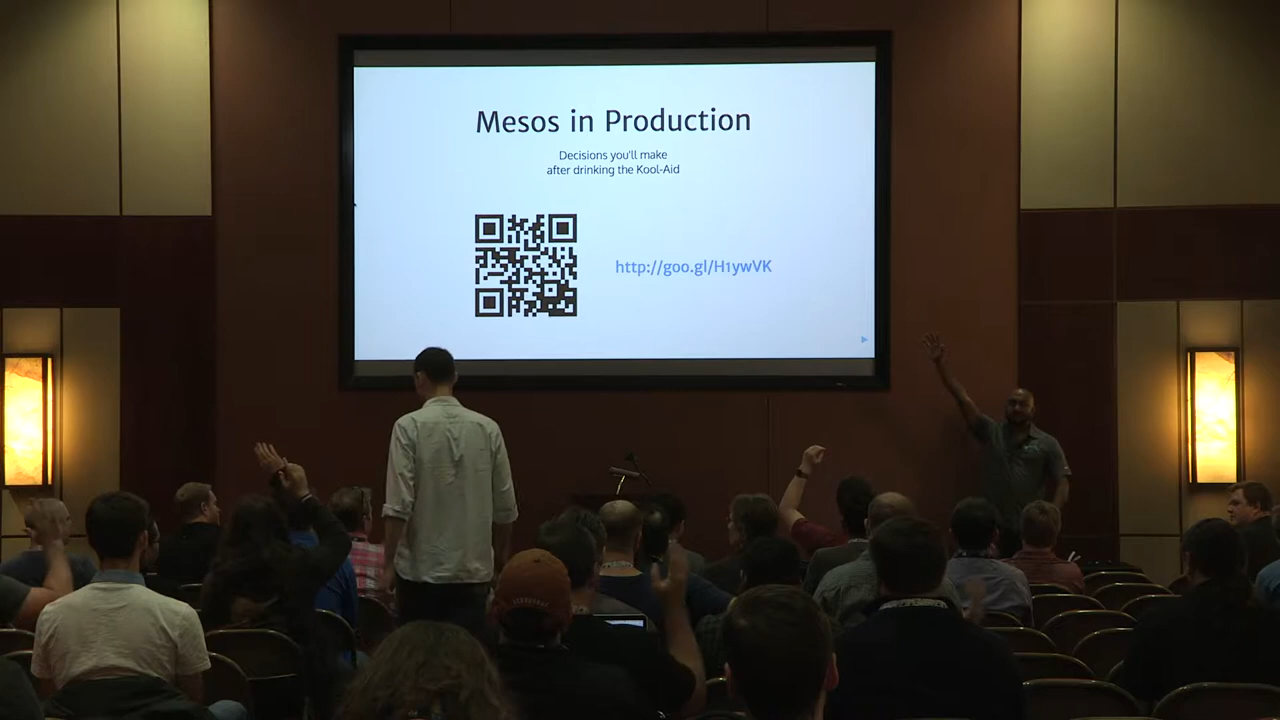 Mesos in Production
Decisions you'll make
after drinking the Kool-Aid
http://goo.gl/H1ywVK